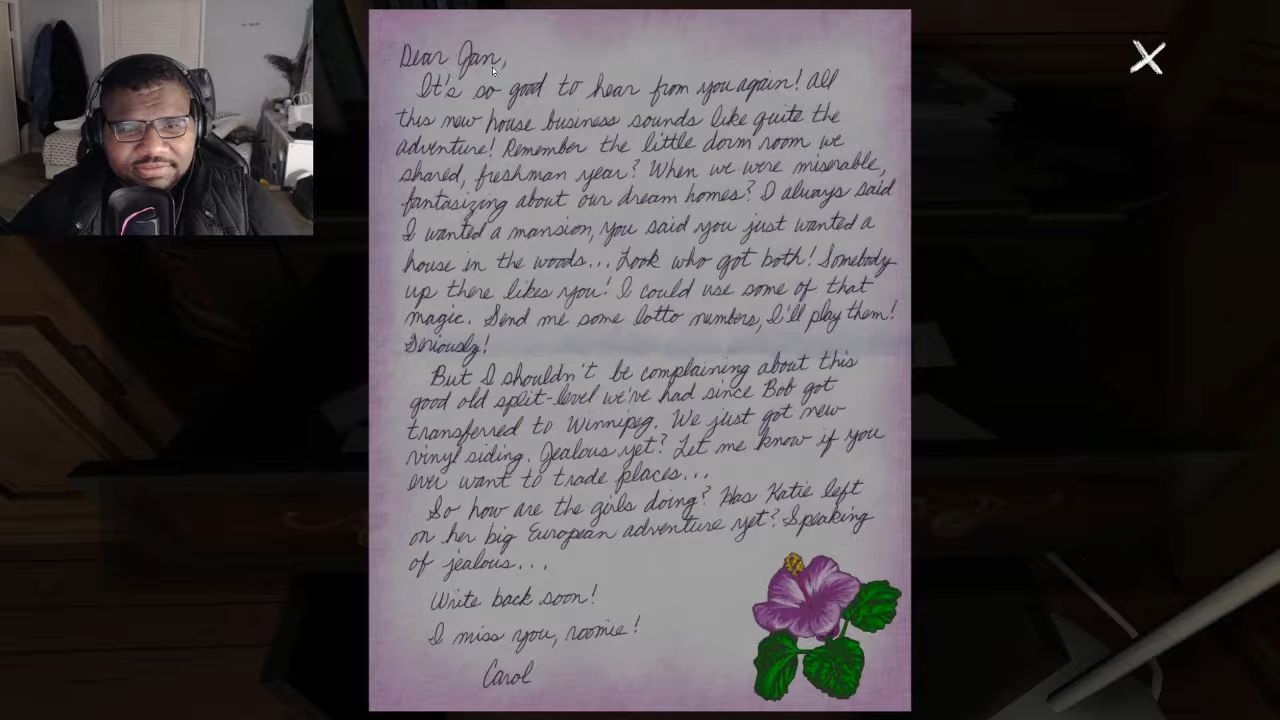 Dear Jan,
It's so good to hear from you again! All
this new house business sounds like quite the
adventure! Remember the little dorm room we
shared, freshman year? When we were miserable,
fantasizing about our dream homes? I always said
I wanted a mansion, you said you just wanted a
house in the woods... Look who got both! Somebody
up there likes you! I could use some of that
magic. Send me some lotto numbers, I'll play them!
Seriously!
But I shouldn't be complaining about this
good old split-level we've had since Bob got
transferred to Winnipeg. We just got new
vinyl siding. Jealous yet? Let me know if you
ever want to trade places...
So how are the girls doing? Has Katie left
on her big European adventure yet? Speaking
of jealous...
Write back soon!
I miss you, roomie!
Carol